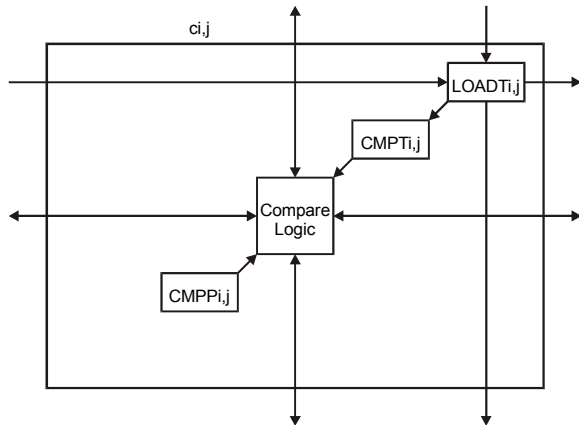 ci,j
LOADTi,j
CMPTi,j
Compare
Logic
CMPPi,j